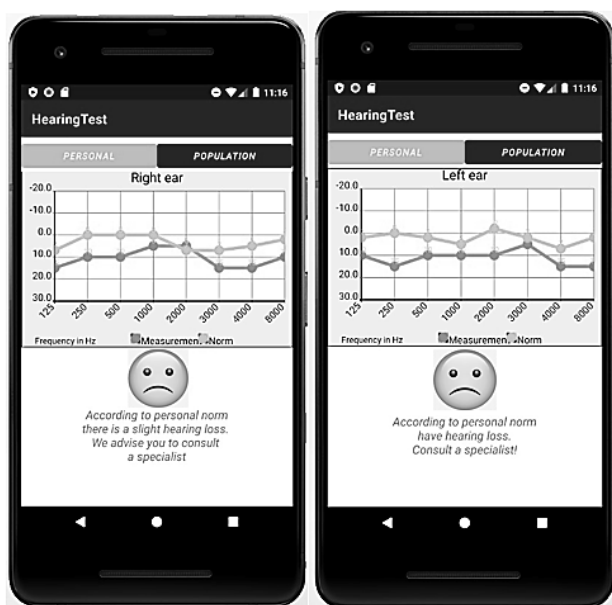 11:16
HearingTest
PERSONAL
POPULATION
Right ear
-20.0
-10.0
0.0
10.0
20.0
30.0
125
250
500
1000
2000
3000
4000
8000
Frequency in Hz
Measuremen
Norm
According to personal norm
there is a slight hearing loss.
We advise you to consult
a specialist
11:16
HearingTest
PERSONAL
POPULATION
Left ear
-20.0
-10.0
0.0
10.0
20.0
30.0
125
250
500
1000
2000
3000
4000
8000
Frequency in Hz
Measuremen
Norm
According to personal norm
have hearing loss.
Consult a specialist!